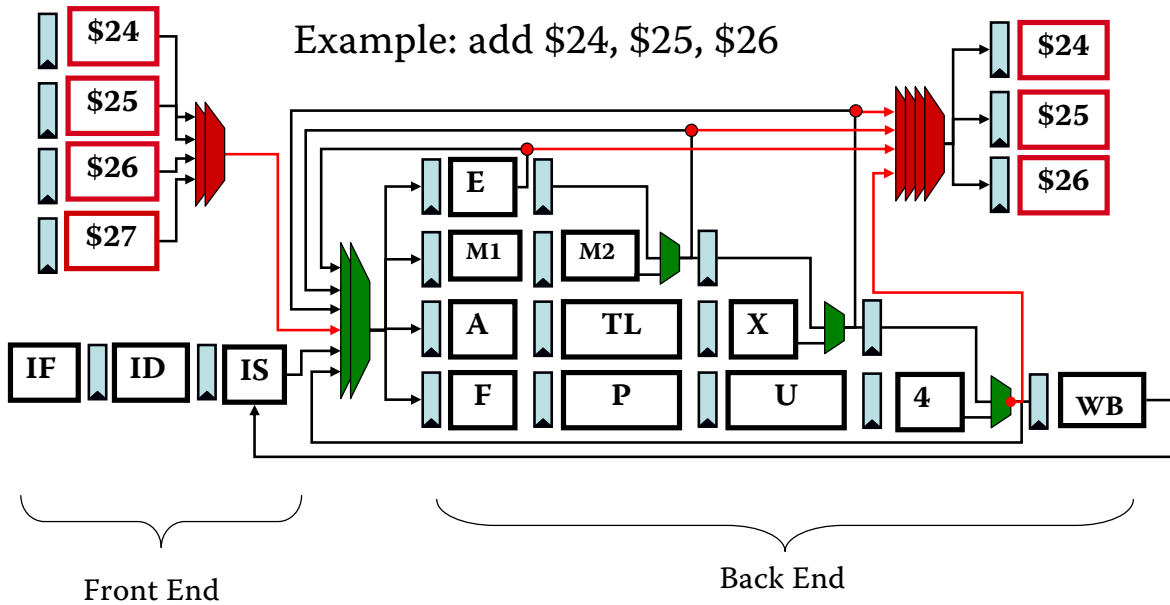 Example: add $24, $25, $26
$24
$25
$26
$27
$24
$25
$26
E
M1
M2
A
TL
X
IF
ID
IS
F
P
U
4
WB
Front End
Back End